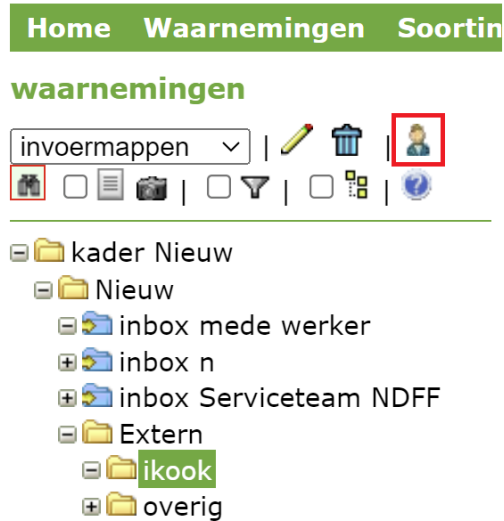 Home Waarnemingen Soortin
waarnemingen
invoermappen | |
| | |
kader Nieuw
Nieuw
inbox mede werker
inbox n
inbox Serviceteam NDFF
Extern
ikook
overig